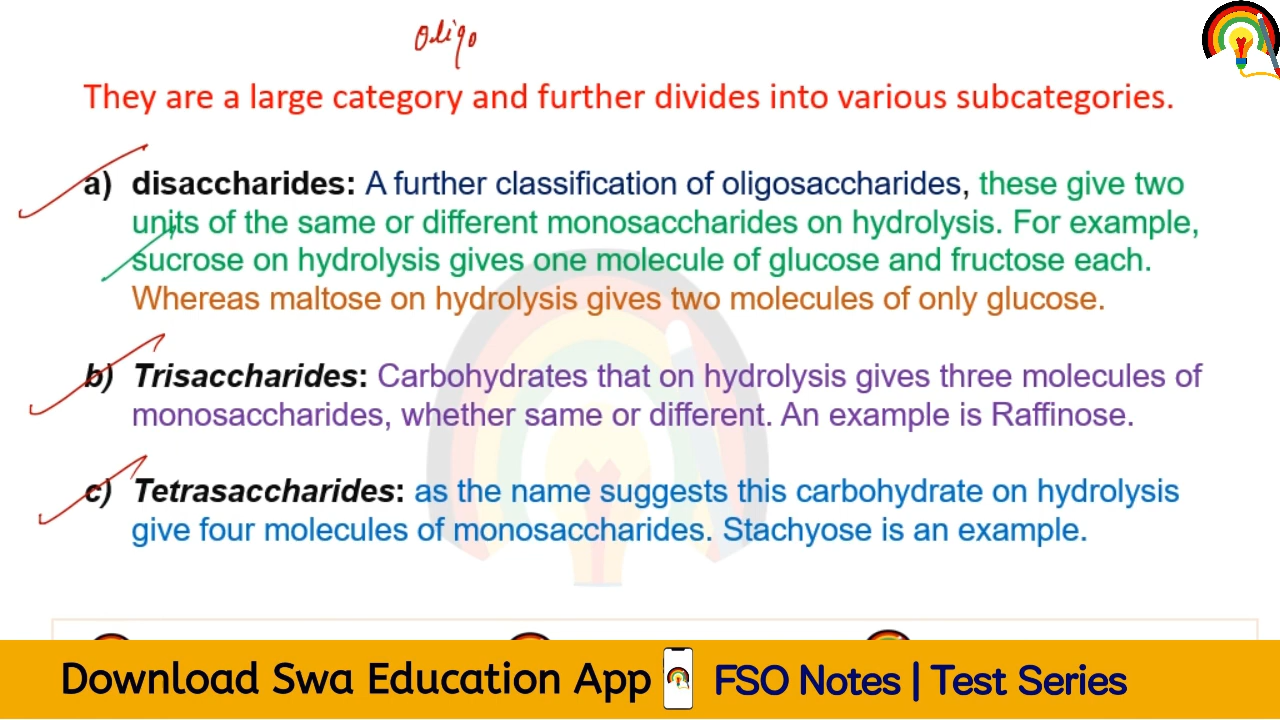 Oligo
They are a large category and further divides into various subcategories.
a) disaccharides: A further classification of oligosaccharides, these give two
units of the same or different monosaccharides on hydrolysis. For example,
sucrose on hydrolysis gives one molecule of glucose and fructose each.
Whereas maltose on hydrolysis gives two molecules of only glucose.
b) Trisaccharides: Carbohydrates that on hydrolysis gives three molecules of
monosaccharides, whether same or different. An example is Raffinose.
c) Tetrasaccharides: as the name suggests this carbohydrate on hydrolysis
give four molecules of monosaccharides. Stachyose is an example.
Download Swa Education App FSO Notes | Test Series